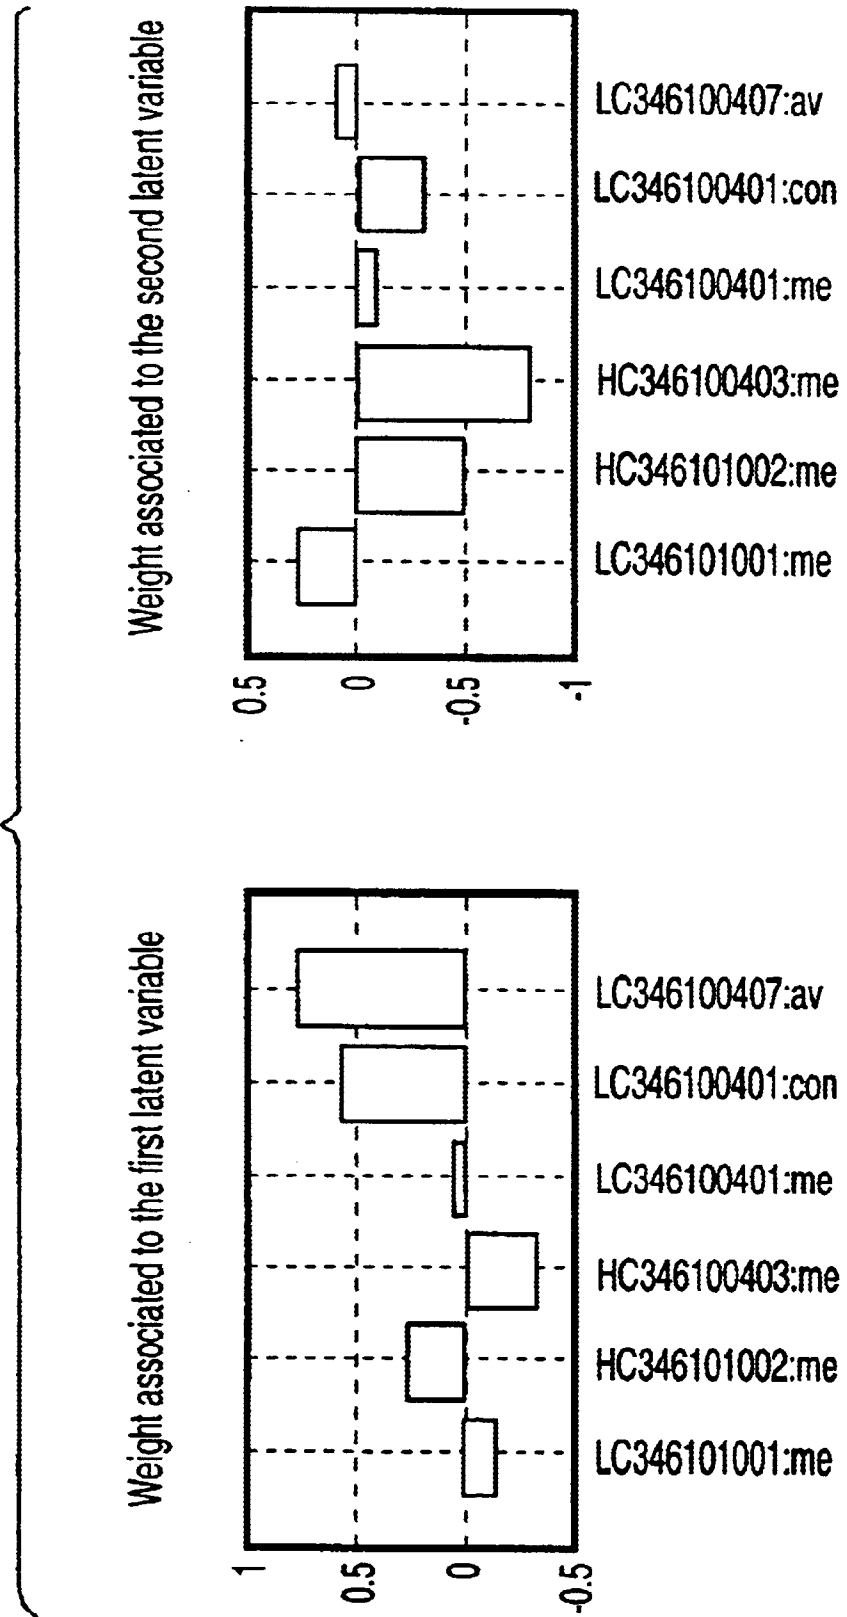 Weight associated to the first latent variable
1
0.5
0
-0.5
LC346101001:me
HC346101002:me
HC346100403:me
LC346100401:me
LC346100401:con
LC346100407:av
Weight associated to the second latent variable
0.5
0
-0.5
-1
LC346101001:me
HC346101002:me
HC346100403:me
LC346100401:me
LC346100401:con
LC346100407:av